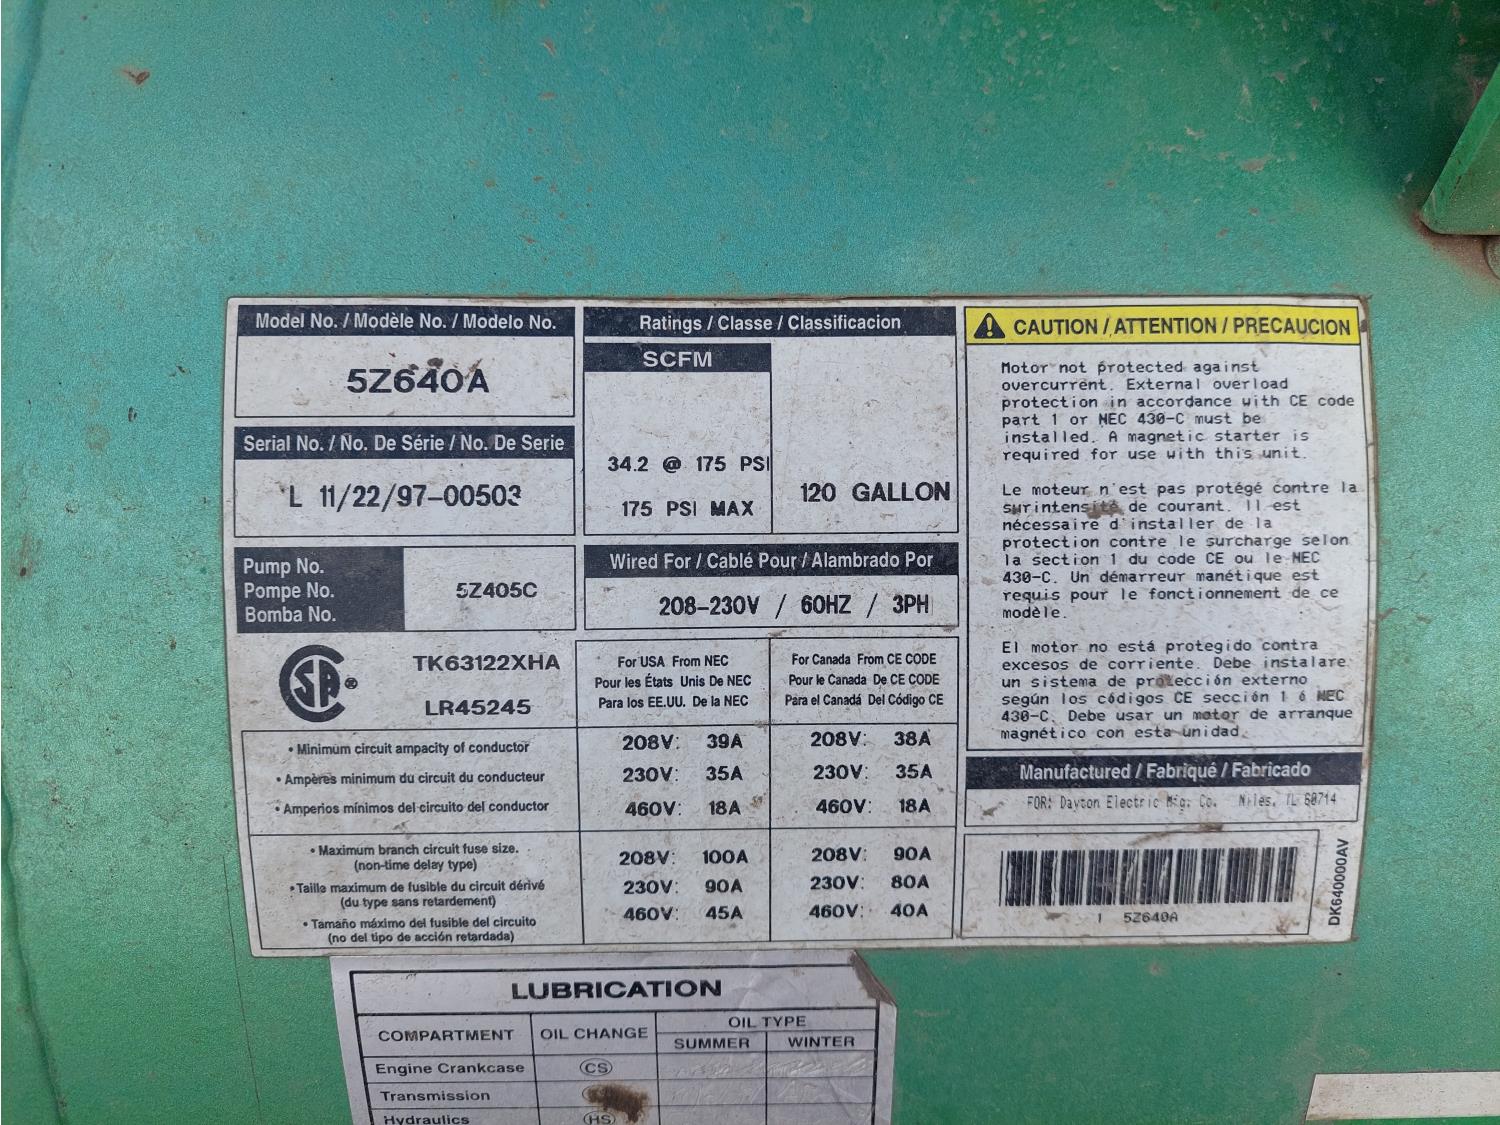 Model No. / Modèle No. / Modelo No.
5Z640A
Serial No. / No. De Série / No. De Serie
L 11/22/97-00503
Pump No.
Pompe No.
Bomba No.
5Z405C
SA ®
TK63122XHA
LR45245
Ratings / Classe / Classificacion
SCFM
34.2 @ 175 PSI
175 PSI MAX
120 GALLON
Wired For / Cablé Pour / Alambrado Por
208-230V / 60HZ / 3PH
For USA From NEC
Pour les États Unis De NEC
Para los EE.UU. De la NEC
For Canada From CE CODE
Pour le Canada De CE CODE
Para el Canadá Del Código CE
• Minimum circuit ampacity of conductor
• Ampères minimum du circuit du conducteur
• Amperios mínimos del circuito del conductor
208V: 39A 208V: 38A
230V: 35A 230V: 35A
460V: 18A 460V: 18A
• Maximum branch circuit fuse size.
(non-time delay type)
• Taille maximum de fusible du circuit dérivé
(du type sans retardement)
• Tamaño máximo del fusible del circuito
(no del tipo de acción retardada)
208V: 100A 208V: 90A
230V: 90A 230V: 80A
460V: 45A 460V: 40A
CAUTION / ATTENTION / PRECAUCION
Motor not protected against
overcurrent. External overload
protection in accordance with CE code
part 1 or NEC 430-C must be
installed. A magnetic starter is
required for use with this unit.
Le moteur n'est pas protégé contre la
surintensité de courant. Il est
nécessaire d'installer de la
protection contre le surcharge selon
la section 1 du code CE ou le NEC
430-C. Un démarreur manétique est
requis pour le fonctionnement de ce
modèle.
El motor no está protegido contra
excesos de corriente. Debe instalare
un sistema de protección externo
según los códigos CE sección 1 ó NEC
430-C. Debe usar un motor de arranque
magnético con esta unidad.
Manufactured / Fabriqué / Fabricado
FOR: Dayton Electric Mfg. Co. Niles, IL 60714
1 5Z640A
DK640000AV
LUBRICATION
COMPARTMENT OIL CHANGE OIL TYPE
SUMMER WINTER
Engine Crankcase CS
Transmission
Hydraulics HS